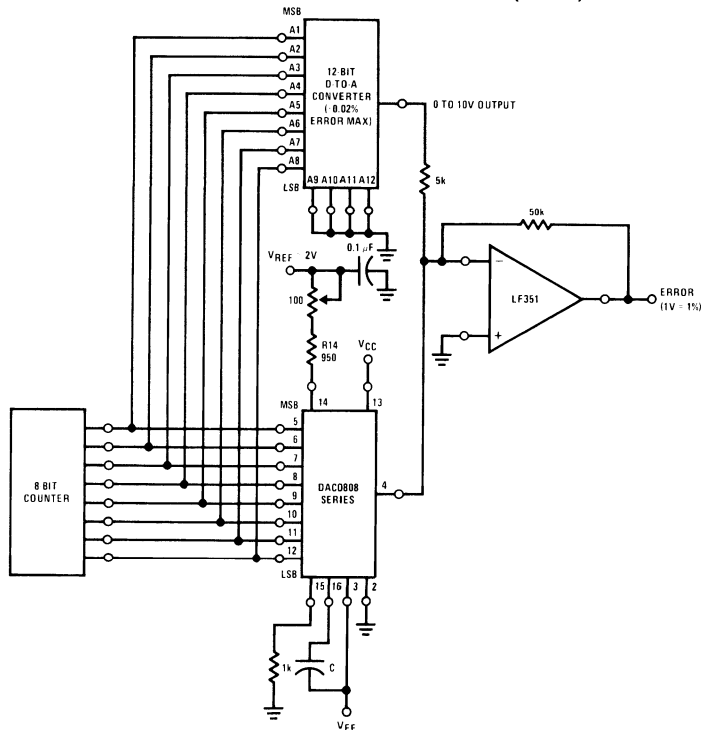 MSB
A1
A2
A3
A4
A5
A6
A7
A8
12-BIT
D-TO-A
CONVERTER
(±0.02%
ERROR MAX)
0 TO 10V OUTPUT
A9 A10 A11 A12
LSB
5k
50k
0.1 μF
VREF = 2V
100
R14
950
VCC
−
+
LF351
ERROR
(1V = 1%)
MSB
14
13
8 BIT
COUNTER
5
6
7
8
9
10
11
12
DAC0808
SERIES
4
LSB
15
16
3
2
1k
C
VEE